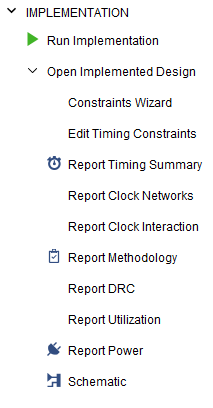 IMPLEMENTATION
Run Implementation
Open Implemented Design
Constraints Wizard
Edit Timing Constraints
Report Timing Summary
Report Clock Networks
Report Clock Interaction
Report Methodology
Report DRC
Report Utilization
Report Power
Schematic